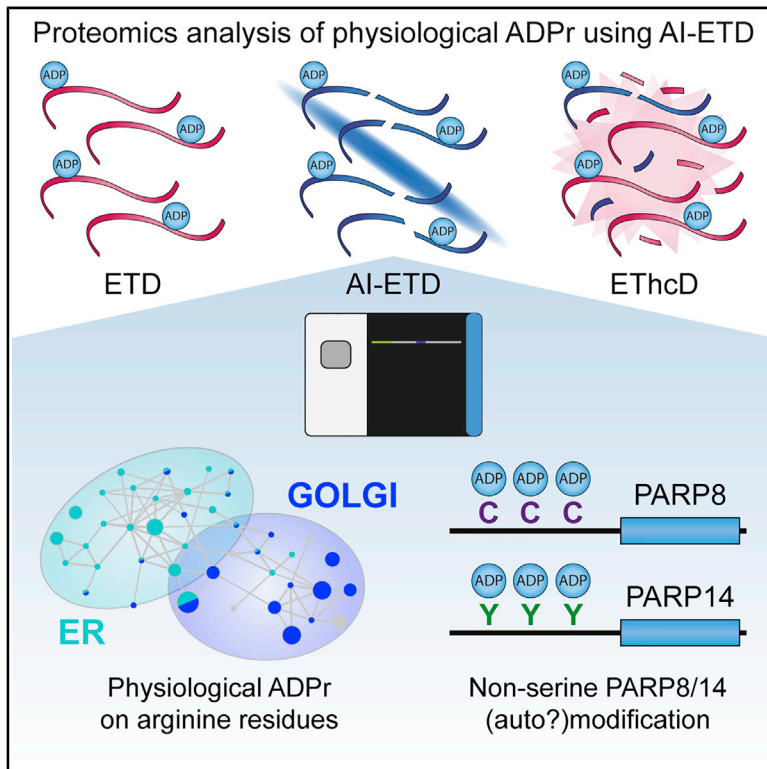 Proteomics analysis of physiological ADPr using AI-ETD
ADP
ADP
ADP
ADP
ADP
ADP
ADP
ADP
ADP
ADP
ADP
ADP
ETD
AI-ETD
EThcD
GOLGI
ER
Physiological ADPr
on arginine residues
ADP ADP ADP
C C C
PARP8
ADP ADP ADP
Y Y Y
PARP14
Non-serine PARP8/14
(auto?)modification